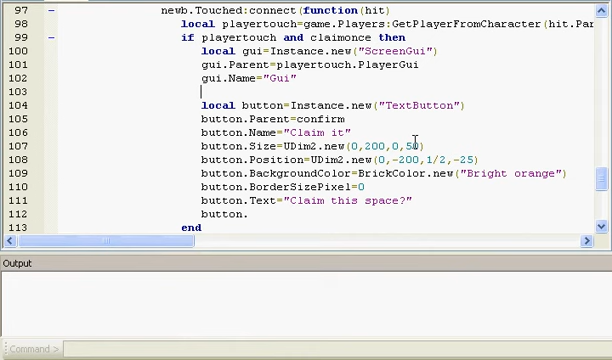 97 newb.Touched:connect(function(hit)
98 local playertouch=game.Players:GetPlayerFromCharacter(hit.Par
99 if playertouch and claimonce then
100 local gui=Instance.new("ScreenGui")
101 gui.Parent=playertouch.PlayerGui
102 gui.Name="Gui"
103
104 local button=Instance.new("TextButton")
105 button.Parent=confirm
106 button.Name="Claim it"
107 button.Size=UDim2.new(0,200,0,50)
108 button.Position=UDim2.new(0,-200,1/2,-25)
109 button.BackgroundColor=BrickColor.new("Bright orange")
110 button.BorderSizePixel=0
111 button.Text="Claim this space?"
112 button.
113 end
Output
Command >